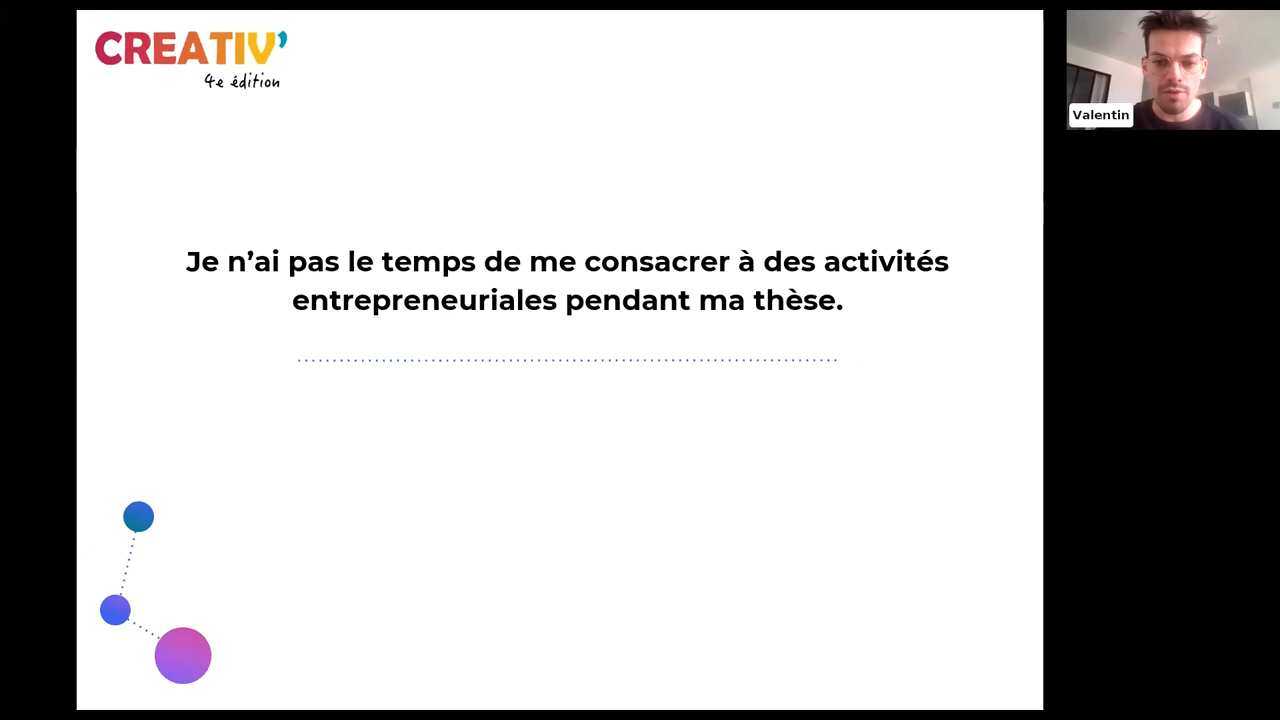 CREATIV’
4e édition
Valentin
Je n’ai pas le temps de me consacrer à des activités
entrepreneuriales pendant ma thèse.